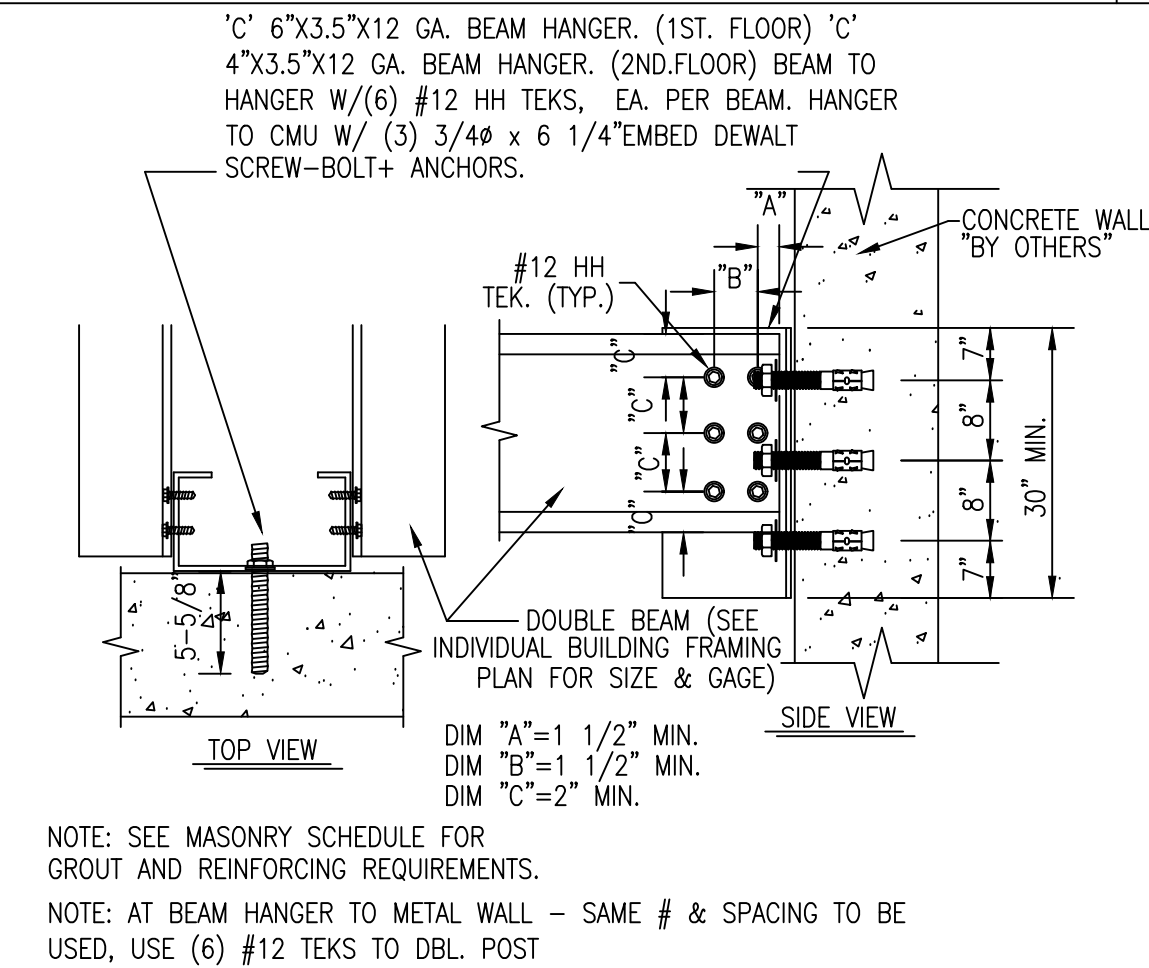 'C' 6"X3.5"X12 GA. BEAM HANGER. (1ST. FLOOR) 'C'
4"X3.5"X12 GA. BEAM HANGER. (2ND.FLOOR) BEAM TO
HANGER W/(6) #12 HH TEKS, EA. PER BEAM. HANGER
TO CMU W/ (3) 3/4ø x 6 1/4"EMBED DEWALT
SCREW-BOLT+ ANCHORS.
"A"
CONCRETE WALL
"BY OTHERS"
#12 HH
TEK. (TYP.)
"B"
"C"
"C"
"C"
"C"
7"
8"
8"
7"
30" MIN.
5-5/8"
DOUBLE BEAM (SEE
INDIVIDUAL BUILDING FRAMING
PLAN FOR SIZE & GAGE)
TOP VIEW
SIDE VIEW
DIM "A"=1 1/2" MIN.
DIM "B"=1 1/2" MIN.
DIM "C"=2" MIN.
NOTE: SEE MASONRY SCHEDULE FOR
GROUT AND REINFORCING REQUIREMENTS.
NOTE: AT BEAM HANGER TO METAL WALL – SAME # & SPACING TO BE
USED, USE (6) #12 TEKS TO DBL. POST